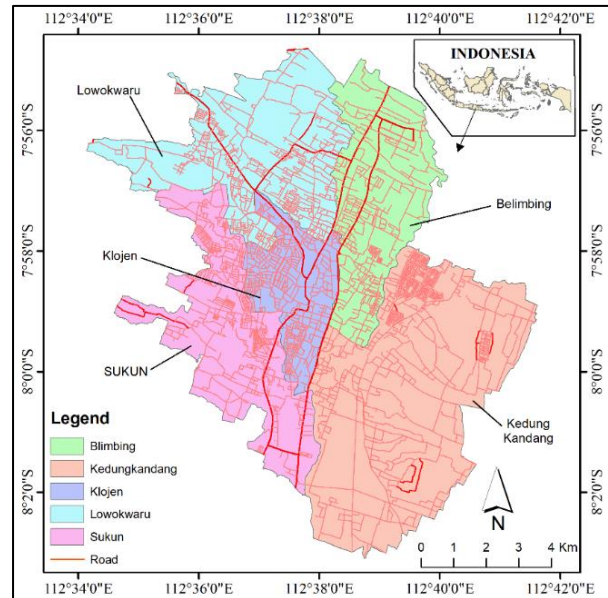 112°34'0"E 112°36'0"E 112°38'0"E 112°40'0"E 112°42'0"E
INDONESIA
Lowokwaru
7°56'0"S
7°56'0"S
Belimbing
Klojen
7°58'0"S
7°58'0"S
SUKUN
8°0'0"S
8°0'0"S
Kedung
Kandang
Legend
Blimbing
Kedungkandang
Klojen
Lowokwaru
Sukun
Road
8°2'0"S
8°2'0"S
N
0 1 2 3 4 Km
112°34'0"E 112°36'0"E 112°38'0"E 112°40'0"E 112°42'0"E